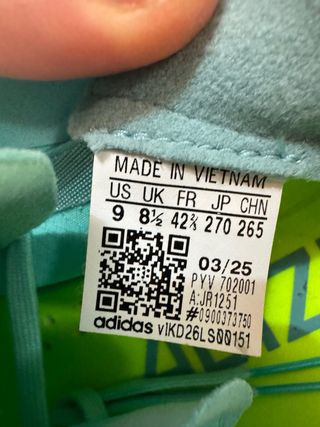 MADE IN VIETNAM
US UK FR JP CHN
9 8½ 42⅔ 270 265
03/25
PYV 702001
A:JR1251
#0900373750
adidas v1KD26LS00151